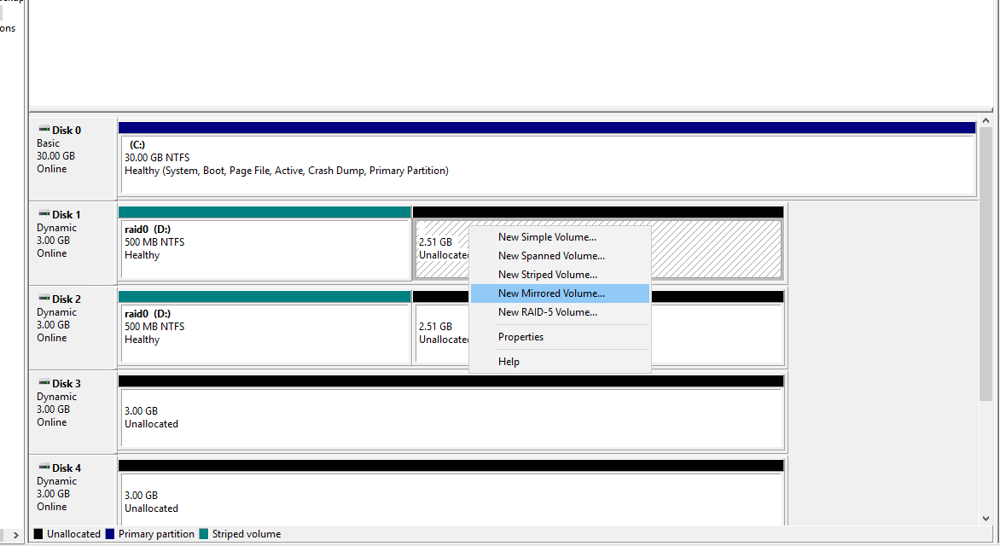 ons
Disk 0
Basic
30.00 GB
Online
(C:)
30.00 GB NTFS
Healthy (System, Boot, Page File, Active, Crash Dump, Primary Partition)
Disk 1
Dynamic
3.00 GB
Online
raid0 (D:)
500 MB NTFS
Healthy
2.51 GB
Unallocated
New Simple Volume...
New Spanned Volume...
New Striped Volume...
New Mirrored Volume...
New RAID-5 Volume...
Properties
Help
Disk 2
Dynamic
3.00 GB
Online
raid0 (D:)
500 MB NTFS
Healthy
2.51 GB
Unallocated
Disk 3
Dynamic
3.00 GB
Online
3.00 GB
Unallocated
Disk 4
Dynamic
3.00 GB
Online
3.00 GB
Unallocated
Unallocated Primary partition Striped volume